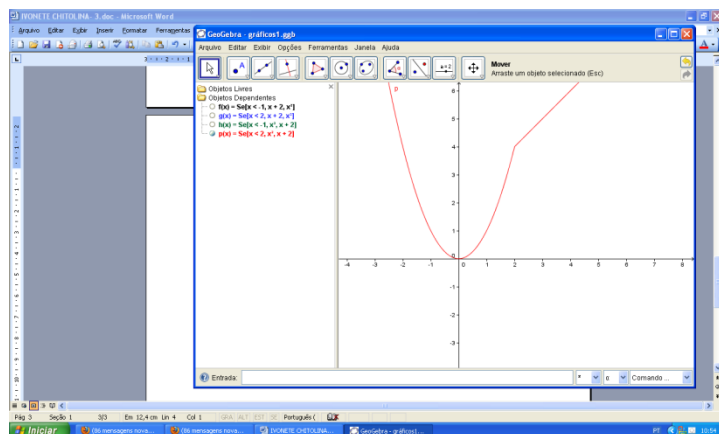 IVONETE CHITOLINA- 3.doc - Microsoft Word
Arquivo Editar Exibir Inserir Formatar Ferramentas
GeoGebra - gráficos1.ggb
Arquivo Editar Exibir Opções Ferramentas Janela Ajuda
A
a=2
Mover
Arraste um objeto selecionado (Esc)
Objetos Livres
Objetos Dependentes
f(x) = Se[x < -1, x + 2, x²]
g(x) = Se[x < 2, x + 2, x²]
h(x) = Se[x < -1, x², x + 2]
p(x) = Se[x < 2, x², x + 2]
p
6
5
4
3
2
1
0
-1
-2
-3
-4 -3 -2 -1 0 1 2 3 4 5 6 7 8
Entrada:
Comando ...
Pág 3 Seção 1 3/3 Em 12,4 cm Lin 4 Col 1 GRA ALT EST SE Português (
Iniciar (86 mensagens nova... (86 mensagens nova... IVONETE CHITOLINA... GeoGebra - gráficos1.... PT 10:54